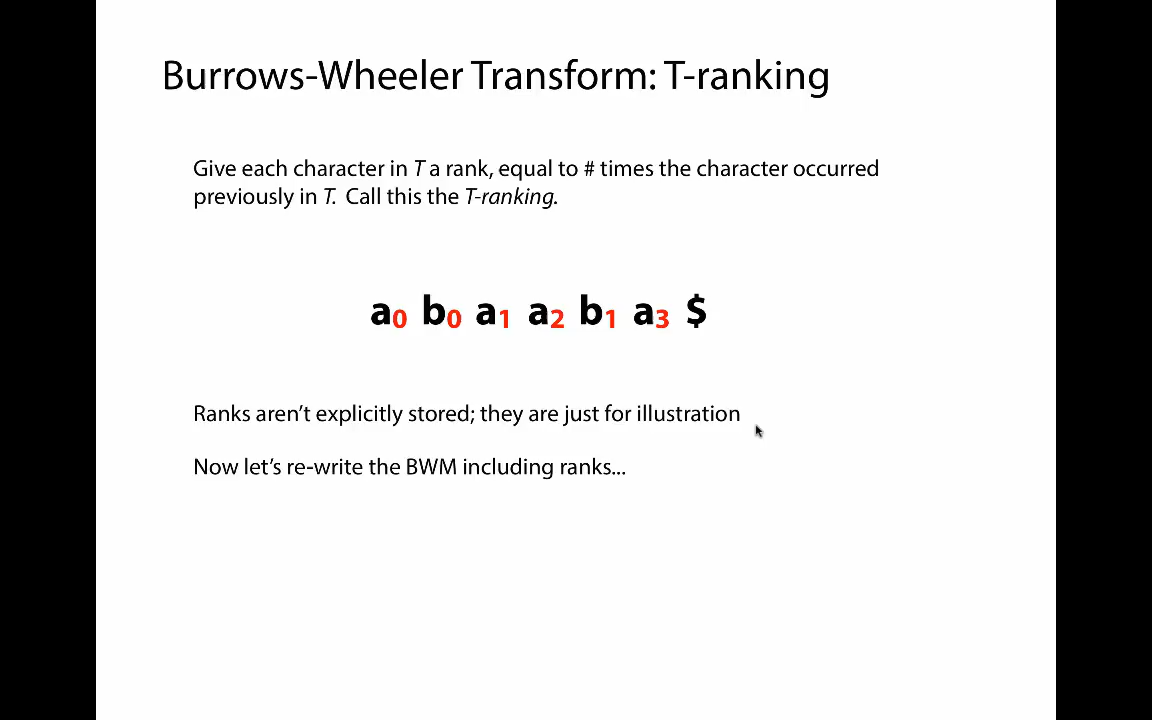 Burrows-Wheeler Transform: T-ranking
Give each character in T a rank, equal to # times the character occurred
previously in T.  Call this the T-ranking.
a0 b0 a1 a2 b1 a3 $
Ranks aren’t explicitly stored; they are just for illustration
Now let’s re-write the BWM including ranks...